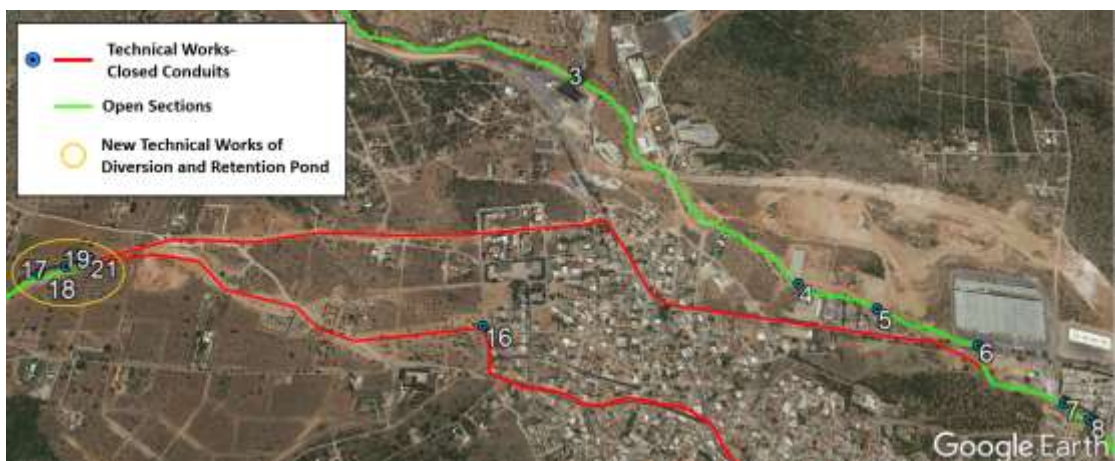 Technical Works-
Closed Conduits
Open Sections
New Technical Works of
Diversion and Retention Pond
3
17
19
21
18
4
5
16
6
7
8
Google Earth